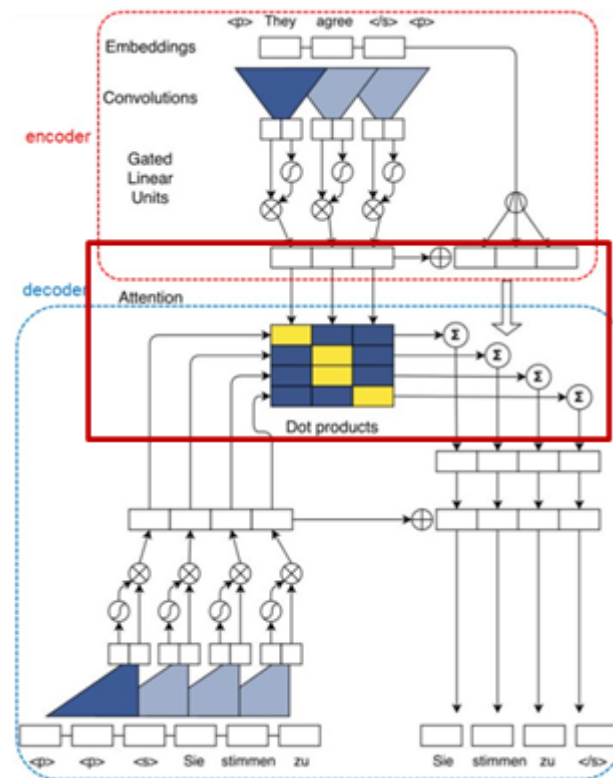 <p> They agree </s> <p>
Embeddings
Convolutions
encoder
Gated
Linear
Units
decoder
Attention
Σ
Σ
Σ
Σ
Dot products
<p> <p> <s> Sie stimmen zu
Sie stimmen zu </s>